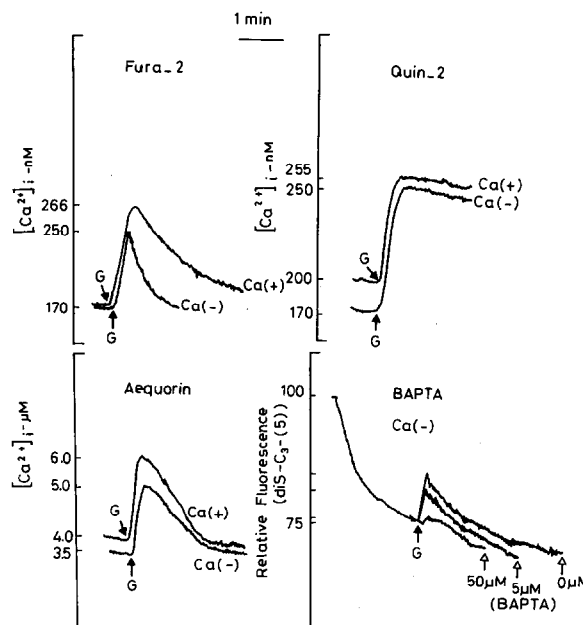 1 min
Fura_2
[Ca²⁺]i-nM
266
250
170
G
G
Ca(+)
Ca(-)
Quin_2
[Ca²⁺]i-nM
255
250
200
170
G
G
Ca(+)
Ca(-)
Aequorin
[Ca²⁺]i-µM
6.0
5.0
4.0
35
G
G
Ca(+)
Ca(-)
BAPTA
Ca(-)
Relative Fluorescence
(diS-C₃-(5))
100
75
G
50µM
5µM
0µM
(BAPTA)